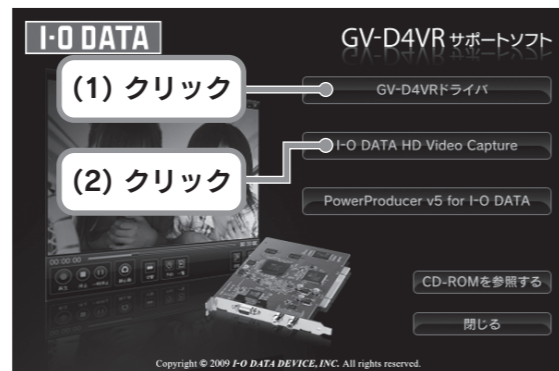 I-O DATA
GV-D4VR サポートソフト
(1) クリック
GV-D4VRドライバ
I-O DATA HD Video Capture
(2) クリック
PowerProducer v5 for I-O DATA
00:00:00
CD-ROMを参照する
閉じる
Copyright © 2009 I-O DATA DEVICE, INC. All rights reserved.